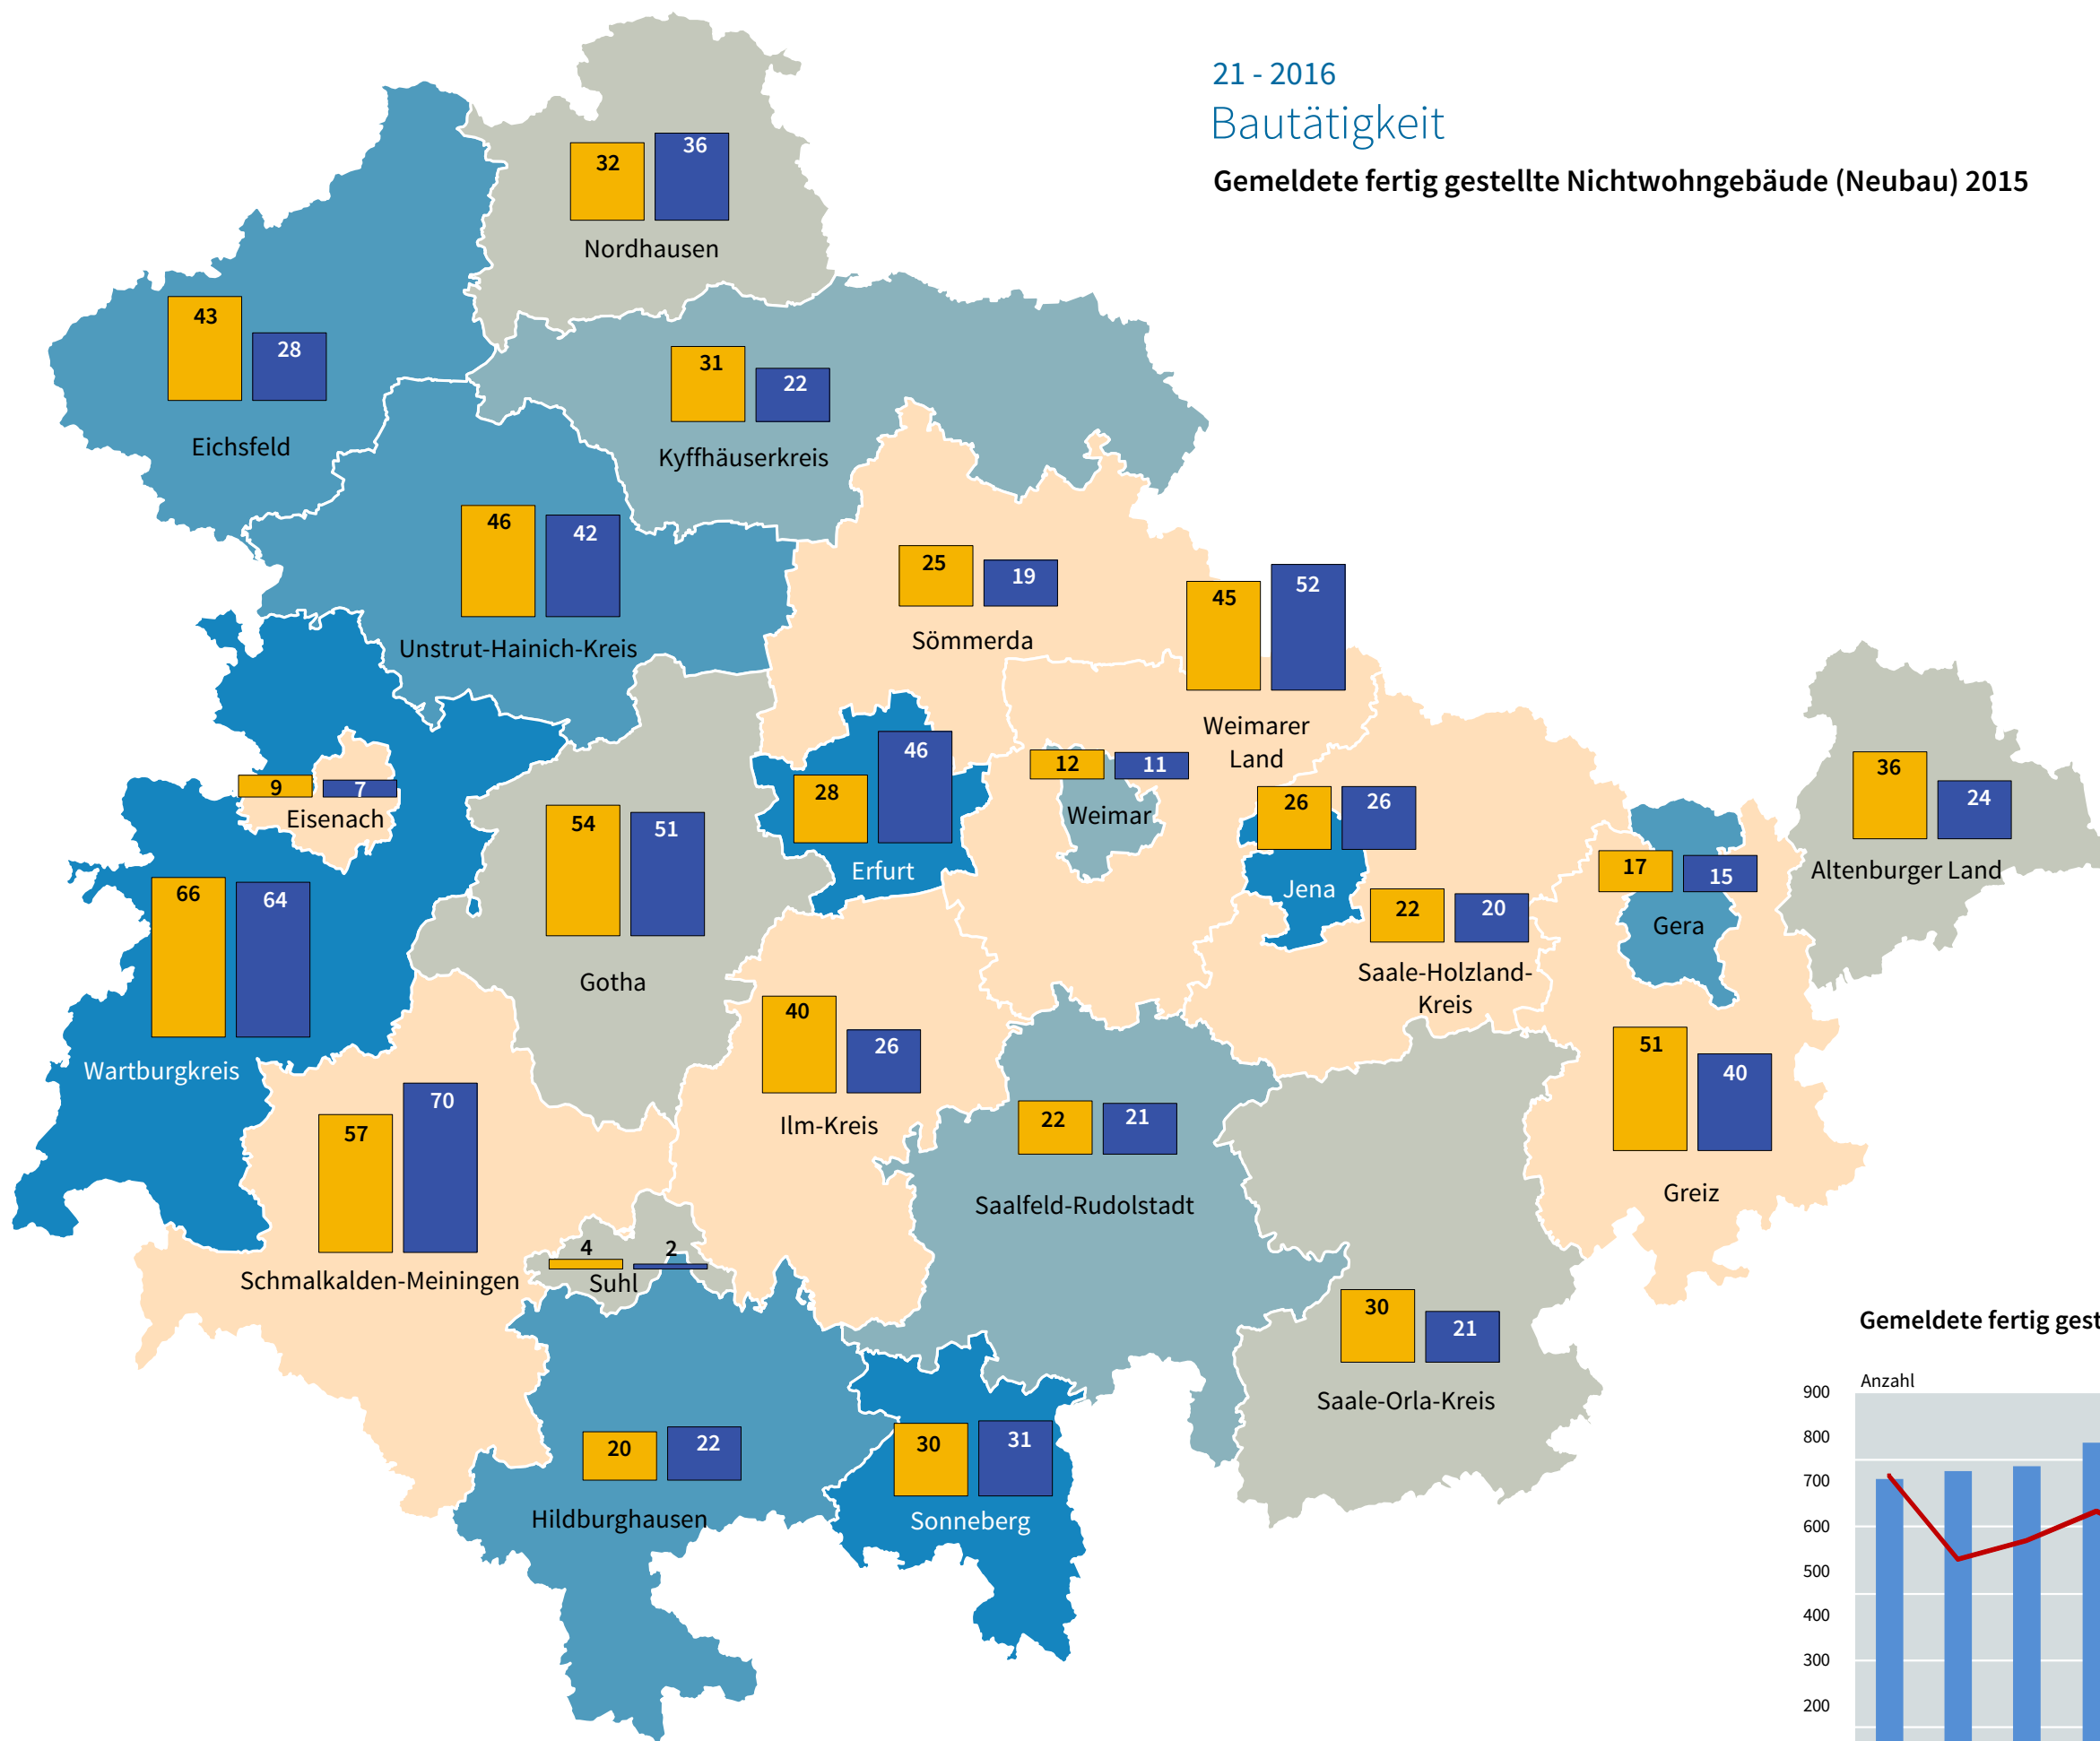 21 - 2016
Bautätigkeit
Gemeldete fertig gestellte Nichtwohngebäude (Neubau) 2015
32
36
Nordhausen
43
28
Eichsfeld
31
22
Kyffhäuserkreis
46
42
Unstrut-Hainich-Kreis
25
19
Sömmerda
45
52
Weimarer
Land
9
7
Eisenach
28
46
Erfurt
12
11
Weimar
26
26
Jena
17
15
Gera
36
24
Altenburger Land
66
64
Wartburgkreis
54
51
Gotha
22
20
Saale-Holzland-
Kreis
40
26
Ilm-Kreis
51
40
Greiz
57
70
Schmalkalden-Meiningen
22
21
Saalfeld-Rudolstadt
4
2
Suhl
30
21
Saale-Orla-Kreis
20
22
Hildburghausen
30
31
Sonneberg
Gemeldete fertig gest
Anzahl
900
800
700
600
500
400
300
200